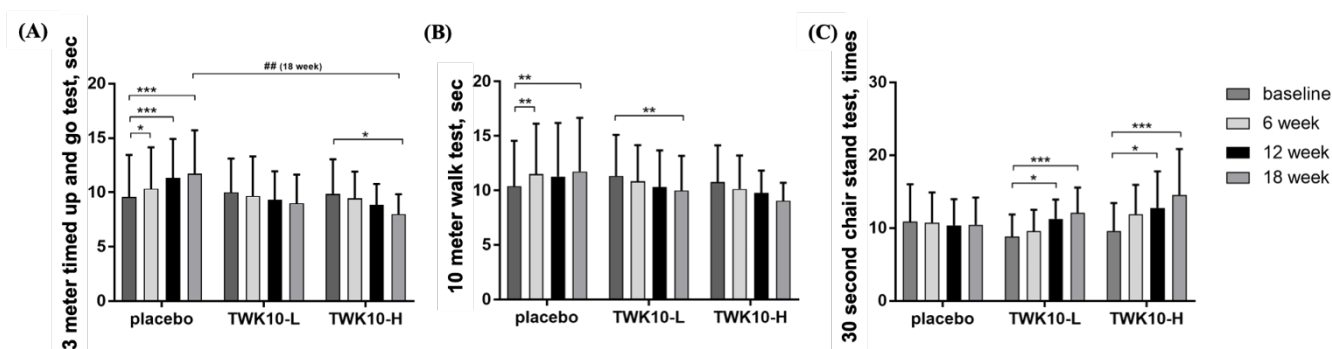 (A)
3 meter timed up and go test, sec
20
15
10
5
0
## (18 week)
***
***
*
*
placebo
TWK10-L
TWK10-H
(B)
10 meter walk test, sec
20
15
10
5
0
**
**
**
placebo
TWK10-L
TWK10-H
(C)
30 second chair stand test, times
30
20
10
0
***
*
***
*
placebo
TWK10-L
TWK10-H
baseline
6 week
12 week
18 week